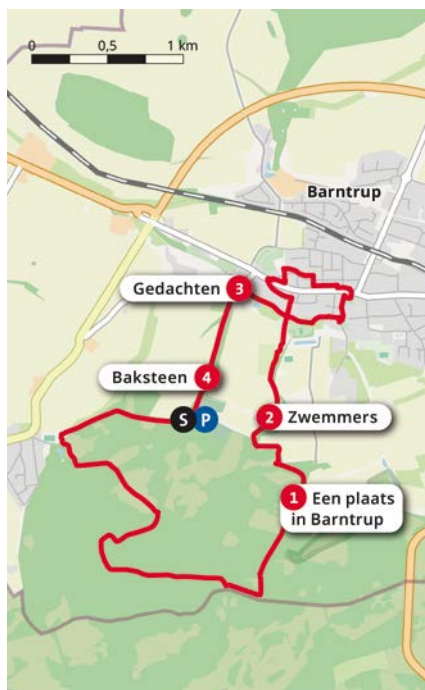 0 0,5 1 km
Barntrup
Gedachten 3
Baksteen 4
S P
2 Zwemmers
1 Een plaats
in Barntrup